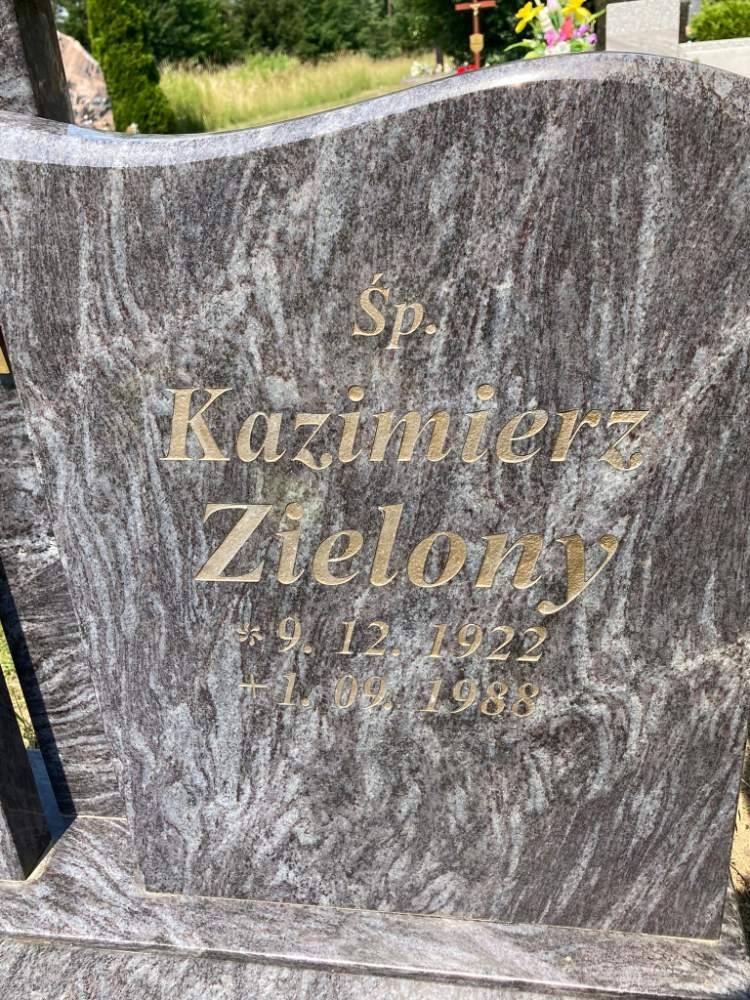 Śp.
Kazimierz
Zielony
* 9. 12. 1922
+ 1. 09. 1988